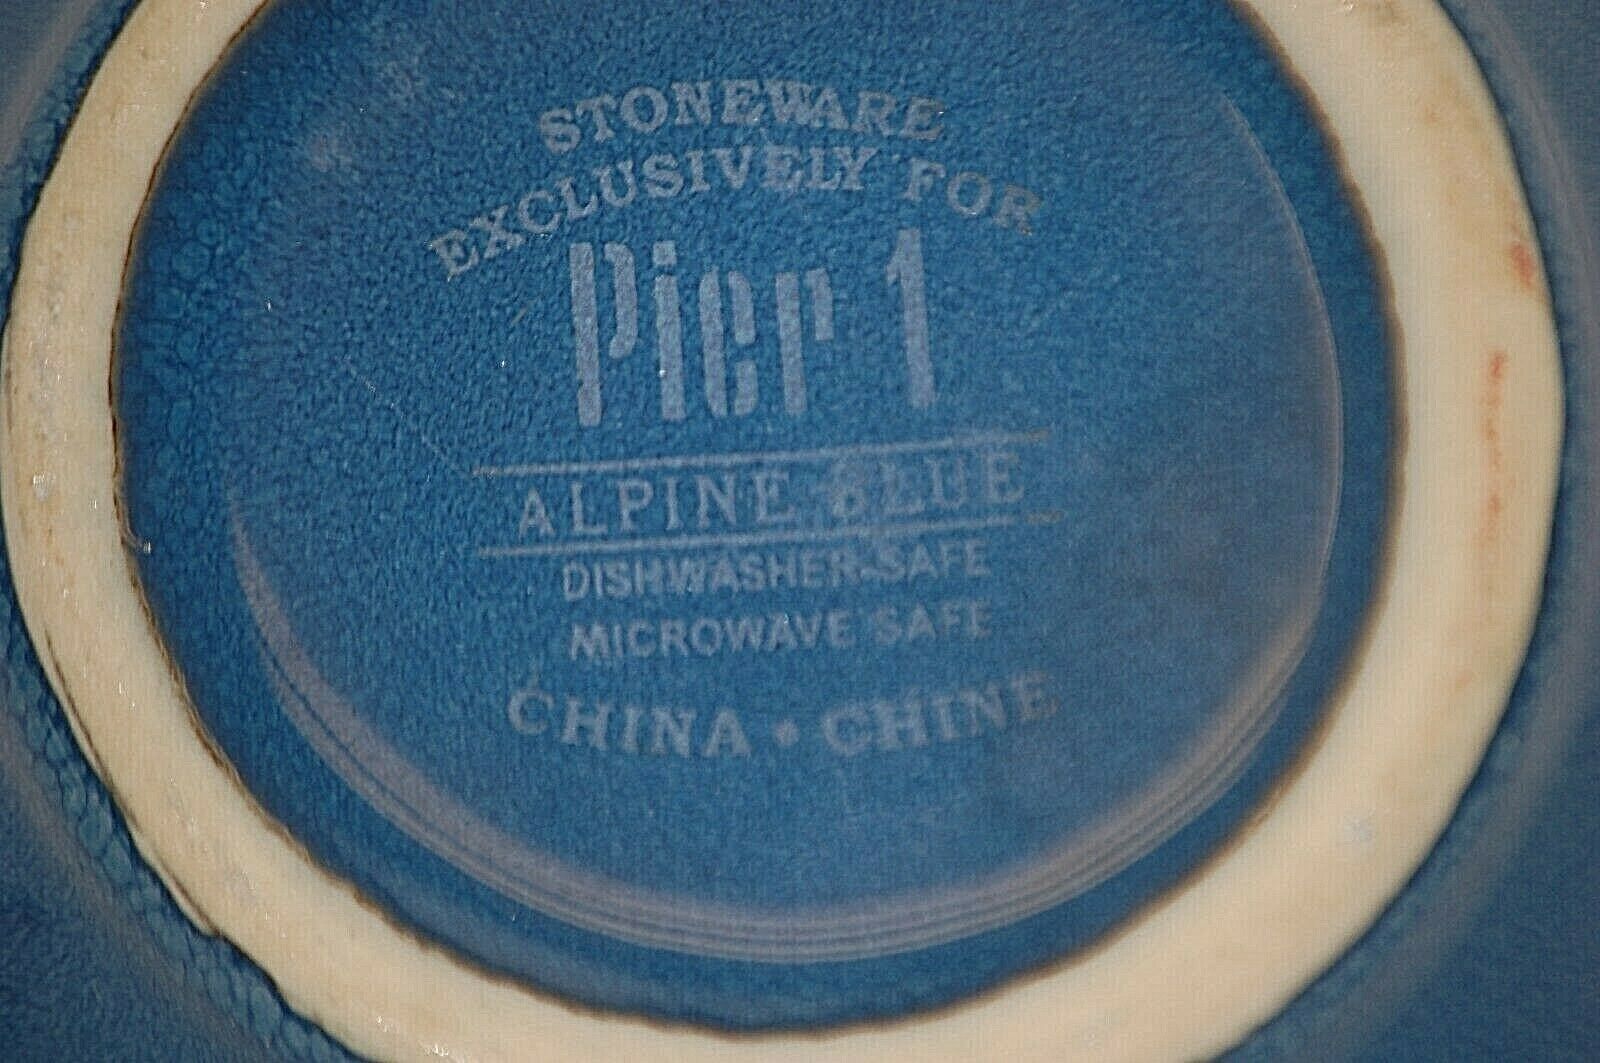 STONEWARE
EXCLUSIVELY FOR
Pier 1
ALPINE BLUE
DISHWASHER SAFE
MICROWAVE SAFE
CHINA • CHINE